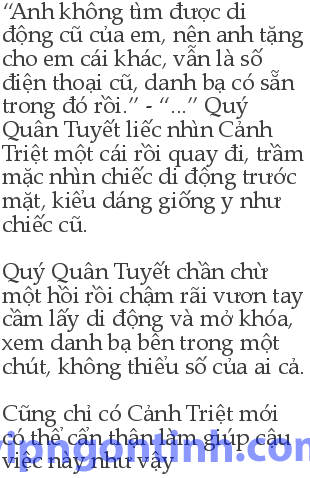 “Anh không tìm được di
động cũ của em, nên anh tặng
cho em cái khác, vẫn là số
điện thoại cũ, danh bạ có sẵn
trong đó rồi.” - “...” Quý
Quân Tuyết liếc nhìn Cảnh
Triệt một cái rồi quay đi, trầm
mặc nhìn chiếc di động trước
mặt, kiểu dáng giống y như
chiếc cũ.
Quý Quân Tuyết chần chừ
một hồi rồi chậm rãi vươn tay
cầm lấy di động và mở khóa,
xem danh bạ bên trong một
chút, không thiếu số của ai cả.
Cũng chỉ có Cảnh Triệt mới
có thể cẩn thận làm giúp cậu
việc này như vậy
vipngontinh.com